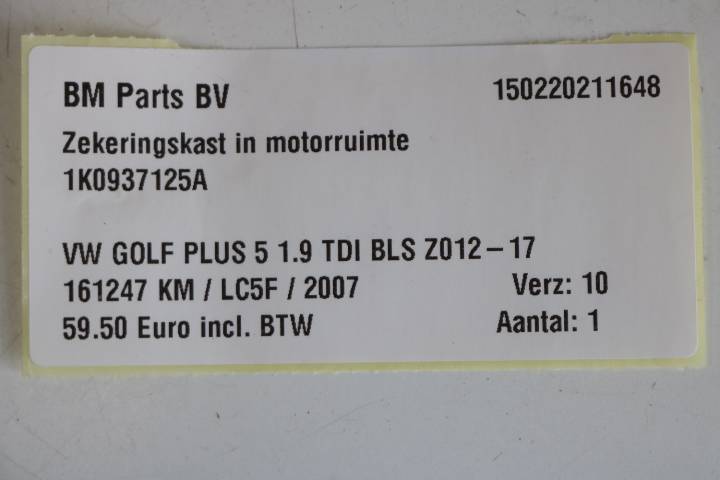 BM Parts BV 150220211648
Zekeringskast in motorruimte
1K0937125A
VW GOLF PLUS 5 1.9 TDI BLS Z012-17
161247 KM / LC5F / 2007 Verz: 10
59.50 Euro incl. BTW Aantal: 1